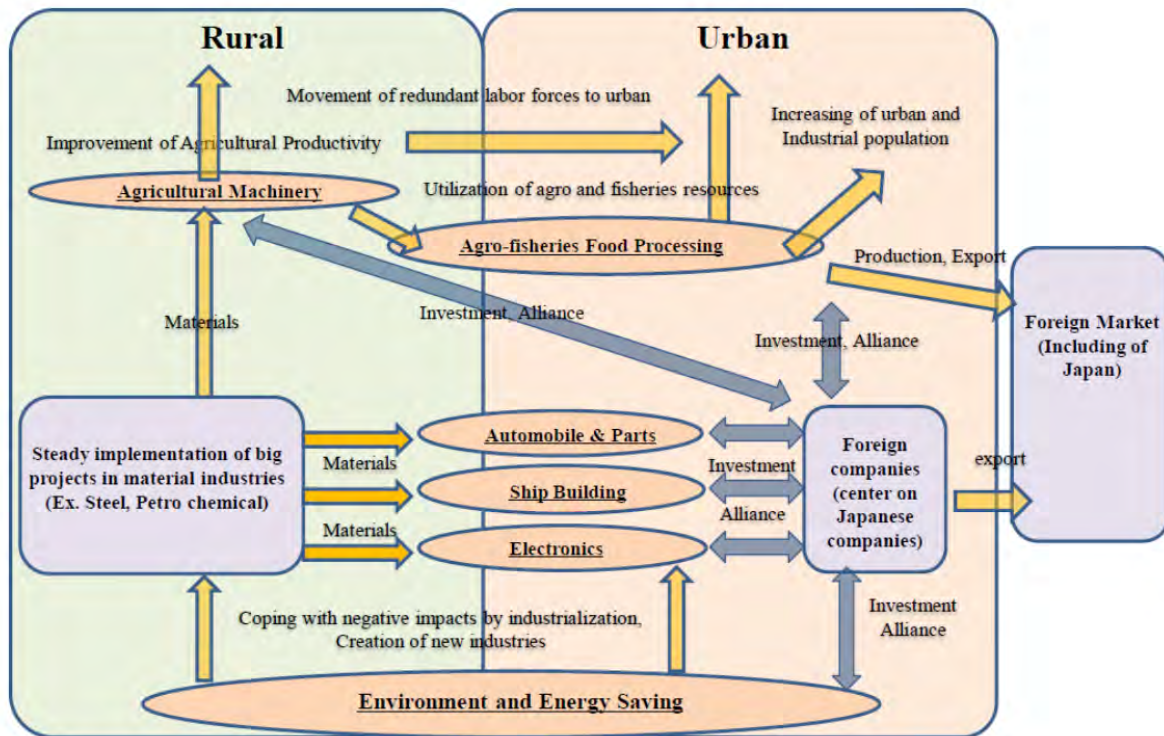 Rural
Urban
Movement of redundant labor forces to urban
Increasing of urban and
Industrial population
Improvement of Agricultural Productivity
Agricultural Machinery
Utilization of agro and fisheries resources
Agro-fisheries Food Processing
Production, Export
Materials
Investment, Alliance
Investment, Alliance
Foreign Market
(Including of
Japan)
Steady implementation of big
projects in material industries
(Ex. Steel, Petro chemical)
Automobile & Parts
Materials
Investment
Ship Building
Materials
Alliance
Electronics
Foreign
companies
(center on
Japanese
companies)
export
Coping with negative impacts by industrialization,
Creation of new industries
Investment
Alliance
Environment and Energy Saving